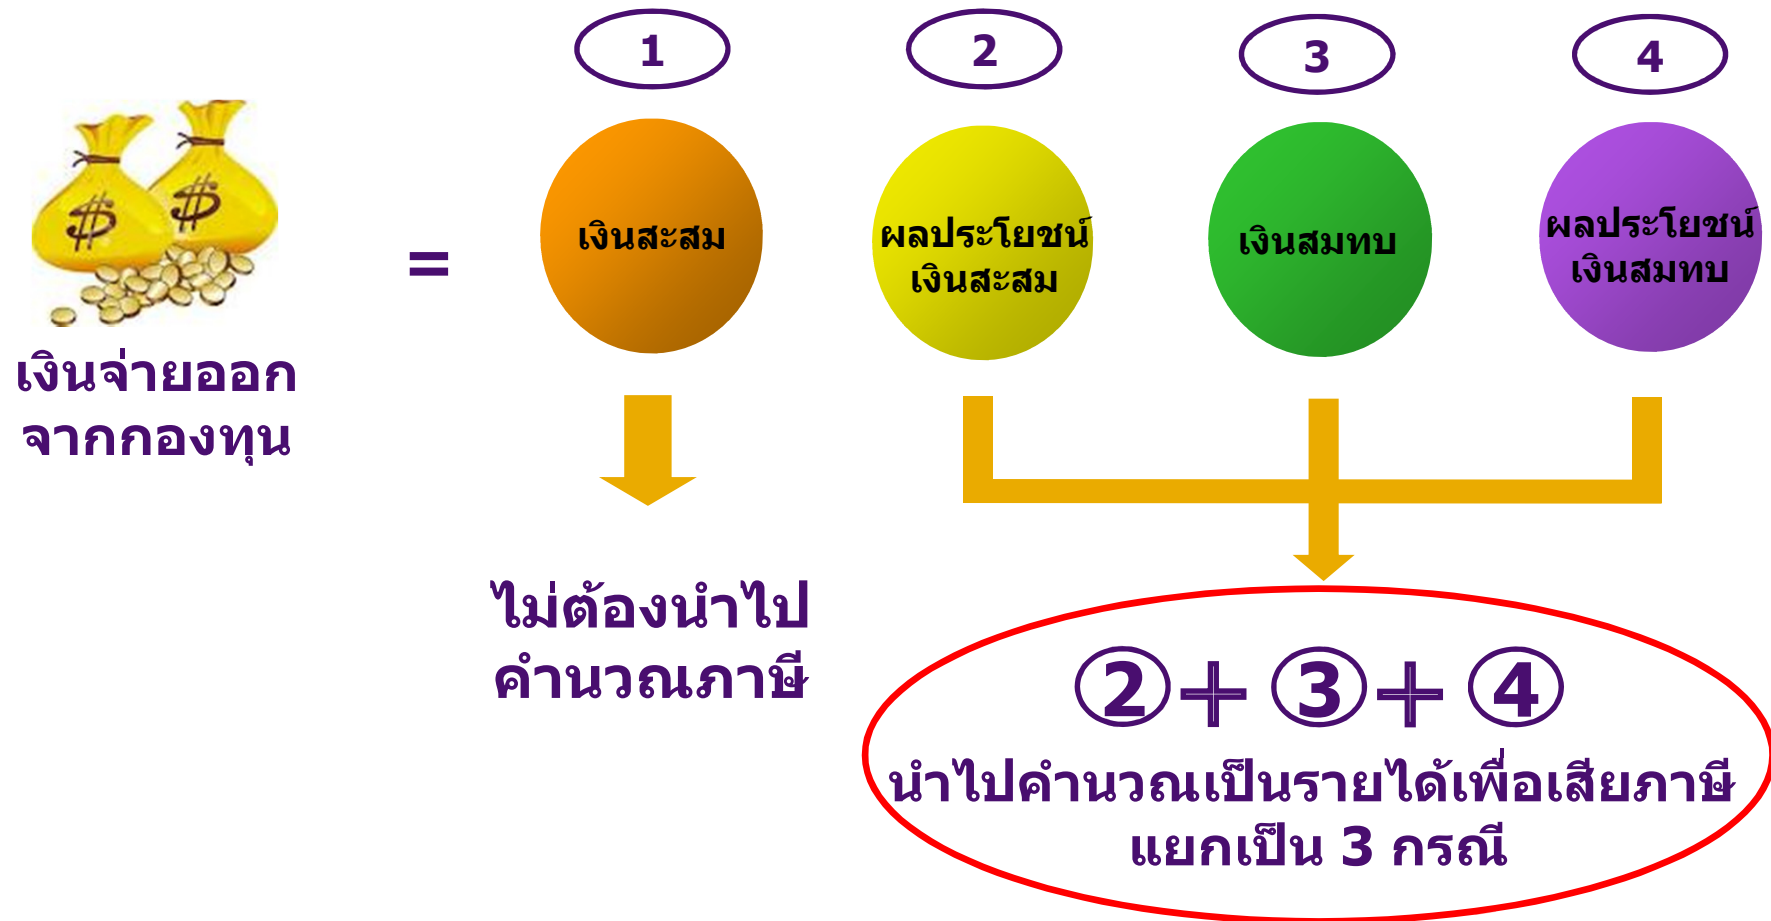 1
2
3
4
เงินสะสม
ผลประโยชน์
เงินสะสม
เงินสมทบ
ผลประโยชน์
เงินสมทบ
$ $
=
เงินจ่ายออก
จากกองทุน
ไม่ต้องนำไป
คำนวณภาษี
2 + 3 + 4
นำไปคำนวณเป็นรายได้เพื่อเสียภาษี
แยกเป็น 3 กรณี